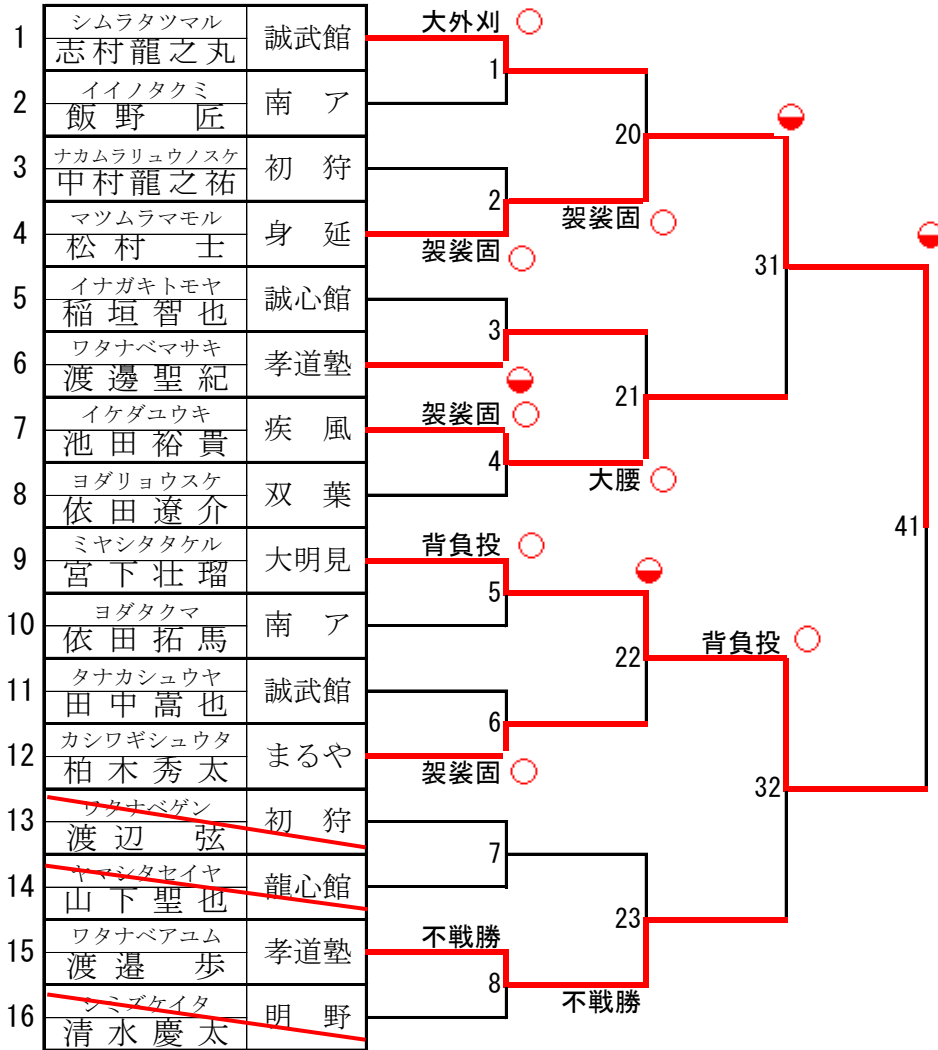 1 シムラタツマル 誠武館 大外刈
志村龍之丸
1
2 イイノタクミ 南 ア
飯野 匠
20
3 ナカムラリュウノスケ 初 狩
中村龍之祐
2
4 マツムラマモル 身 延
松村 士
袈裟固 袈裟固
31
5 イナガキトモヤ 誠心館
稲垣智也
3
6 ワタナベマサキ 孝道塾
渡邊聖紀
21
7 イケダユウキ 疾 風 袈裟固
池田裕貴
4 大腰
8 ヨダリョウスケ 双 葉
依田遼介
41
9 ミヤシタタケル 大明見 背負投
宮下壮瑠
5
10 ヨダタクマ 南 ア
依田拓馬
22 背負投
11 タナカシュウヤ 誠武館
田中嵩也
6
12 カシワギシュウタ まるや
柏木秀太
袈裟固
32
13 ワタナベゲン 初 狩
渡辺 弦
7
14 ヤマシタセイヤ 龍心館
山下聖也
23
15 ワタナベアユム 孝道塾 不戦勝
渡邉 歩
8 不戦勝
16 シミズケイタ 明 野
清水慶太